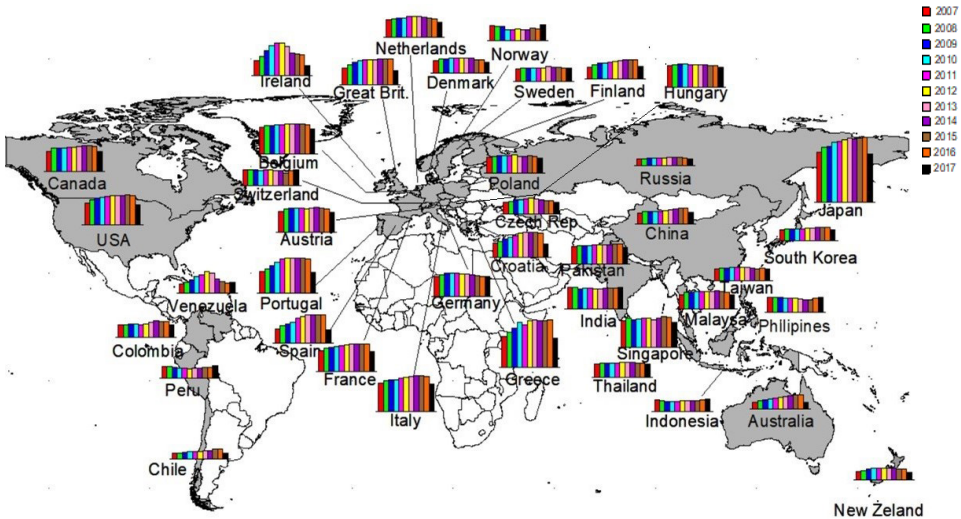 Netherlands
Norway
Ireland
Great Brit.
Denmark
Sweden
Finland
Hungary
Belgium
Canada
Switzerland
Poland
Russia
Japan
USA
Austria
Czech Rep.
China
South Korea
Croatia
Pakistan
Taiwan
Venezuela
Portugal
Germany
India
Malaysa
Phlipines
Colombia
Spain
Singapore
Peru
France
Greece
Thailand
Italy
Indonesia
Australia
Chile
New Zeland
2007
2008
2009
2010
2011
2012
2013
2014
2015
2016
2017